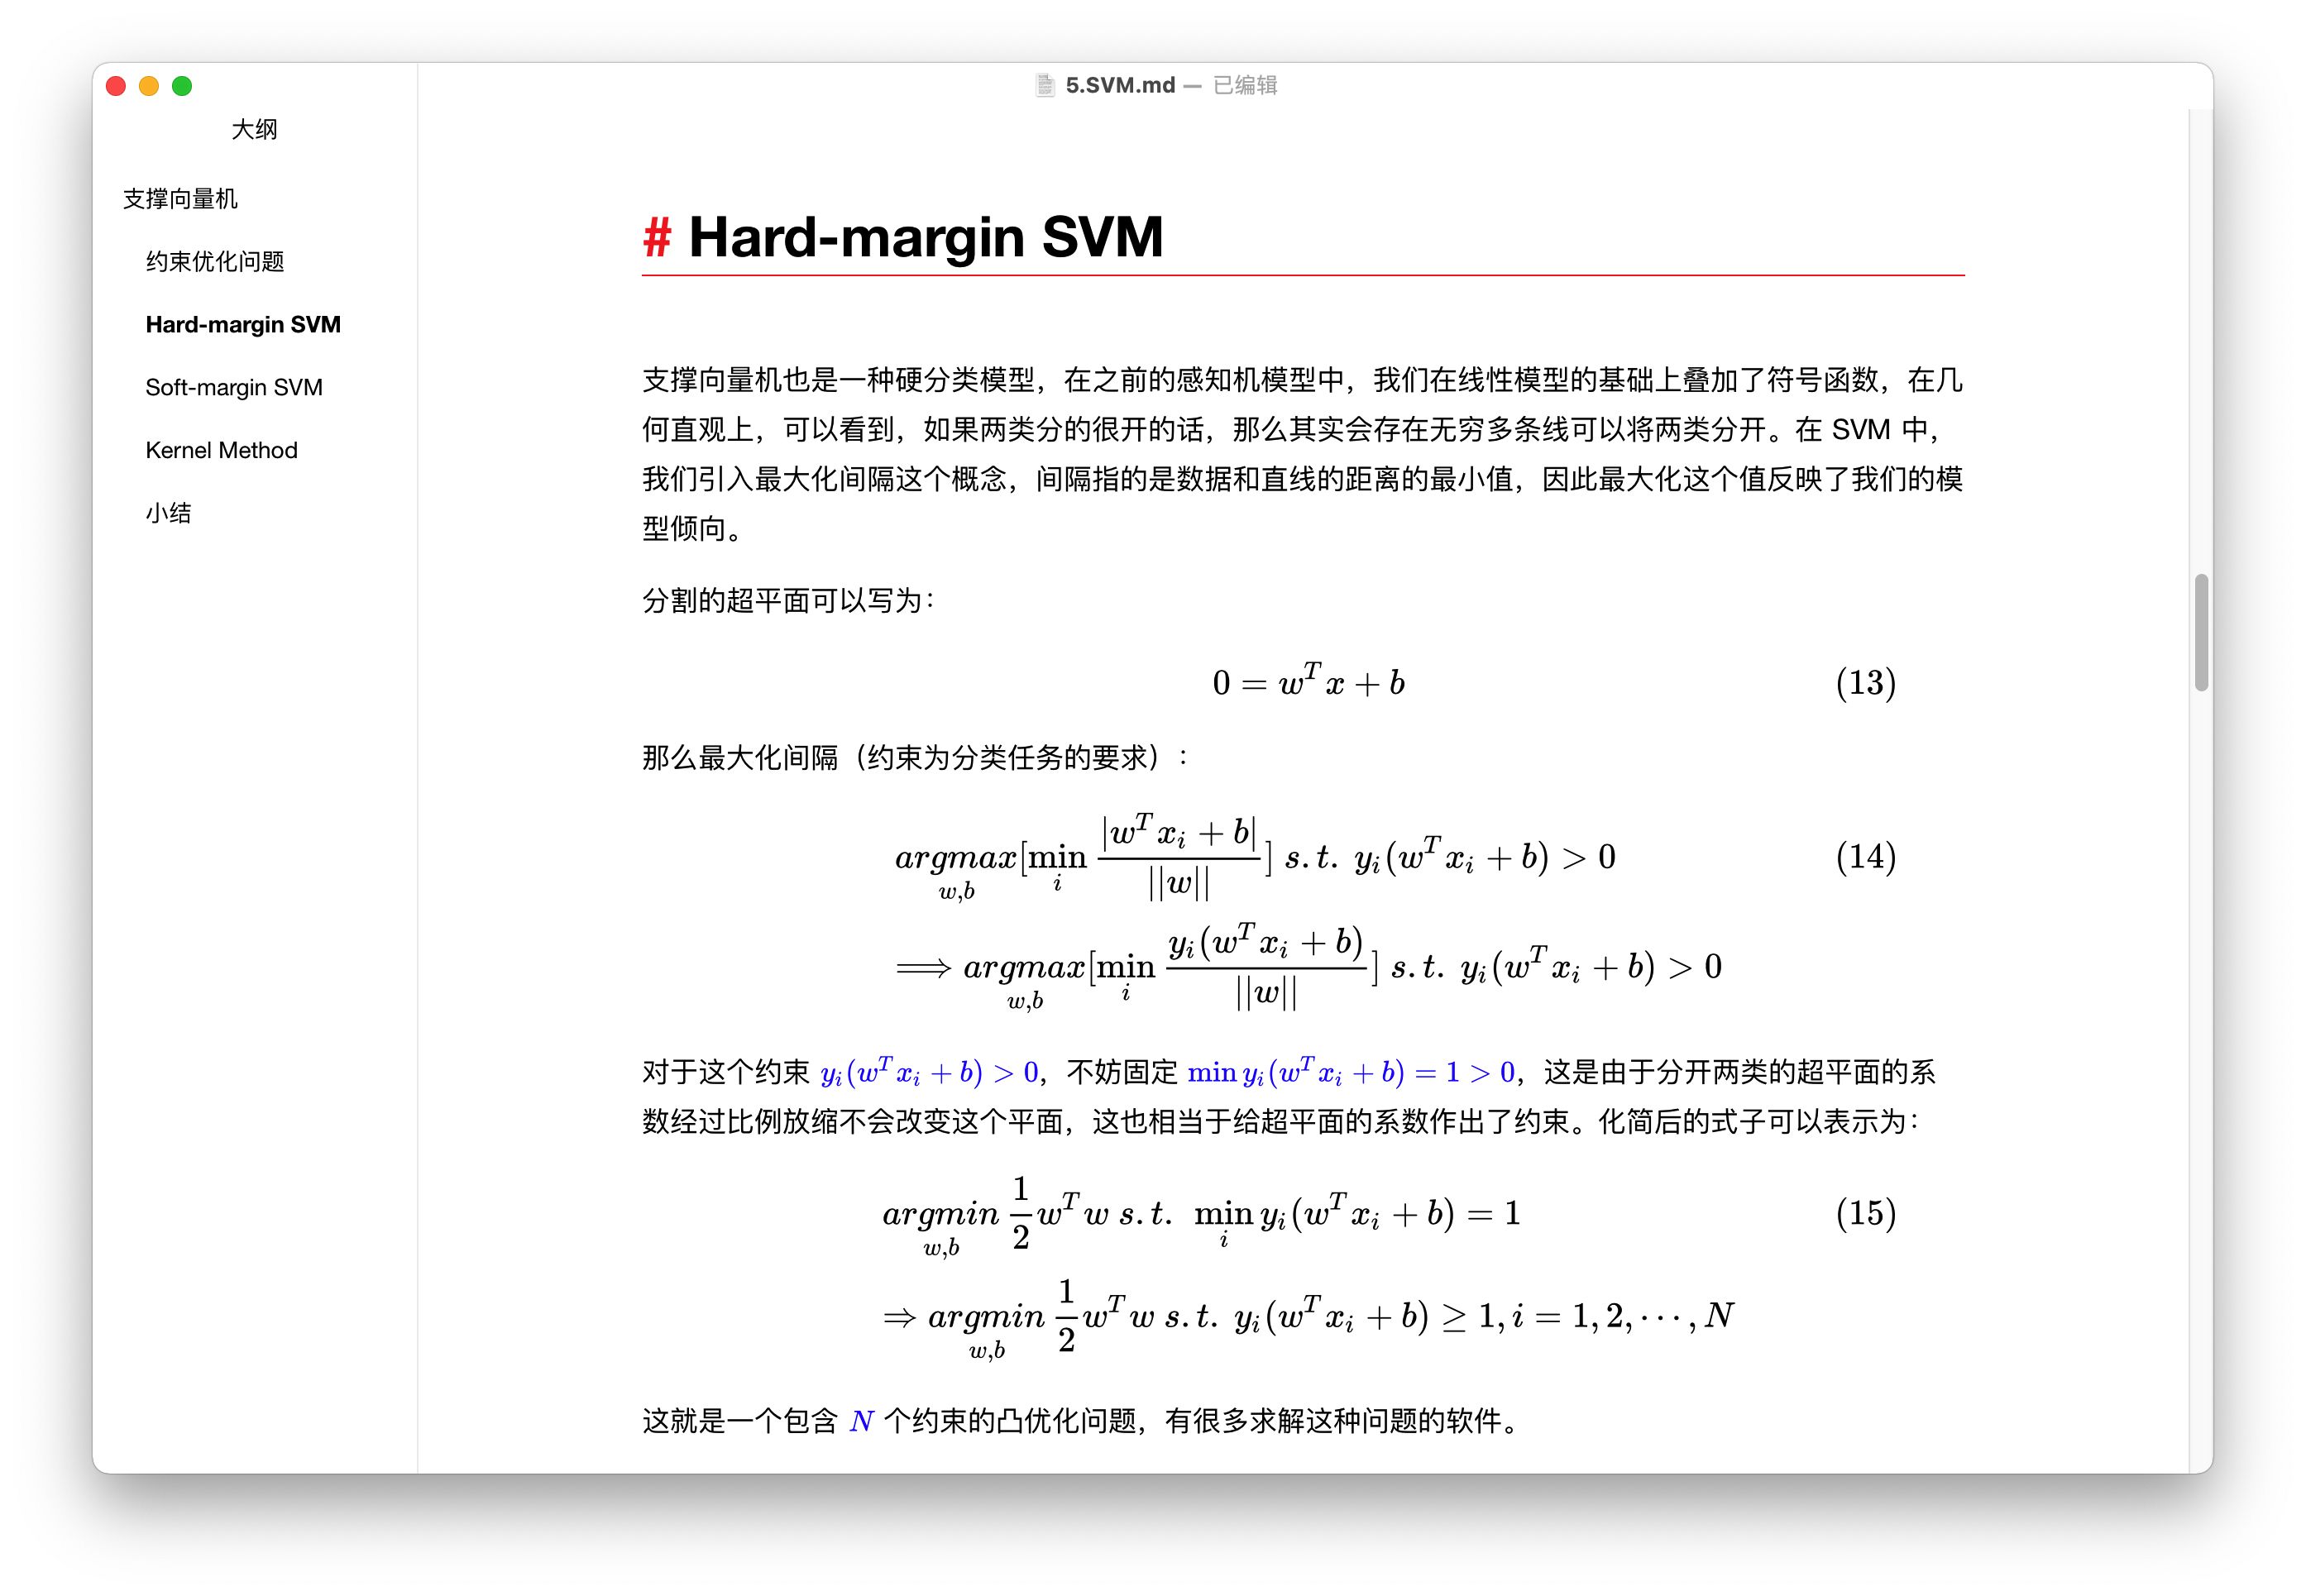 5.SVM.md — 已编辑
大纲
支撑向量机
约束优化问题
Hard-margin SVM
Soft-margin SVM
Kernel Method
小结
# Hard-margin SVM
支撑向量机也是一种硬分类模型，在之前的感知机模型中，我们在线性模型的基础上叠加了符号函数，在几
何直观上，可以看到，如果两类分的很开的话，那么其实会存在无穷多条线可以将两类分开。在 SVM 中，
我们引入最大化间隔这个概念，间隔指的是数据和直线的距离的最小值，因此最大化这个值反映了我们的模
型倾向。
分割的超平面可以写为：
$0 = w^T x + b$ (13)
那么最大化间隔（约束为分类任务的要求）：
$\underset{w,b}{argmax}[\min_i \frac{|w^T x_i + b|}{||w||}]\ s.t.\ y_i(w^T x_i + b) > 0$ (14)
$\Longrightarrow \underset{w,b}{argmax}[\min_i \frac{y_i(w^T x_i + b)}{||w||}]\ s.t.\ y_i(w^T x_i + b) > 0$
对于这个约束 $y_i(w^T x_i + b) > 0$，不妨固定 $\min y_i(w^T x_i + b) = 1 > 0$，这是由于分开两类的超平面的系
数经过比例放缩不会改变这个平面，这也相当于给超平面的系数作出了约束。化简后的式子可以表示为：
$\underset{w,b}{argmin} \frac{1}{2} w^T w\ s.t.\ \min_i y_i(w^T x_i + b) = 1$ (15)
$\Rightarrow \underset{w,b}{argmin} \frac{1}{2} w^T w\ s.t.\ y_i(w^T x_i + b) \geq 1, i = 1, 2, \cdots, N$
这就是一个包含 $N$ 个约束的凸优化问题，有很多求解这种问题的软件。